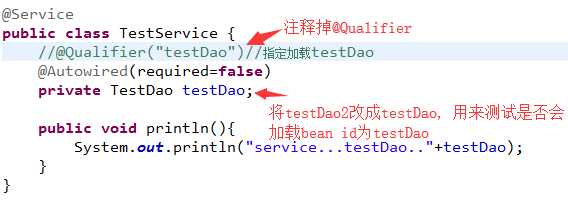 @Service
public class TestService {
//@Qualifier("testDao")//指定加载testDao
注释掉@Qualifier
@Autowired(required=false)
private TestDao testDao;
将testDao2改成testDao, 用来测试是否会
加载bean id为testDao
public void println(){
System.out.println("service...testDao.."+testDao);
}
}